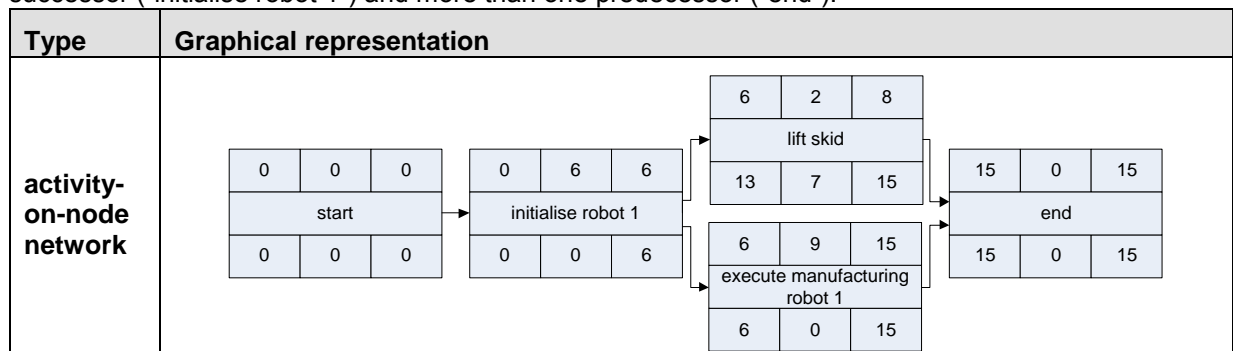 successor ("initialise robot 1") and more than one predecessor ("end").
Type Graphical representation
activity-
on-node
network
0 0 0
start
0 0 0
0 6 6
initialise robot 1
0 0 6
6 2 8
lift skid
13 7 15
6 9 15
execute manufacturing
robot 1
6 0 15
15 0 15
end
15 0 15